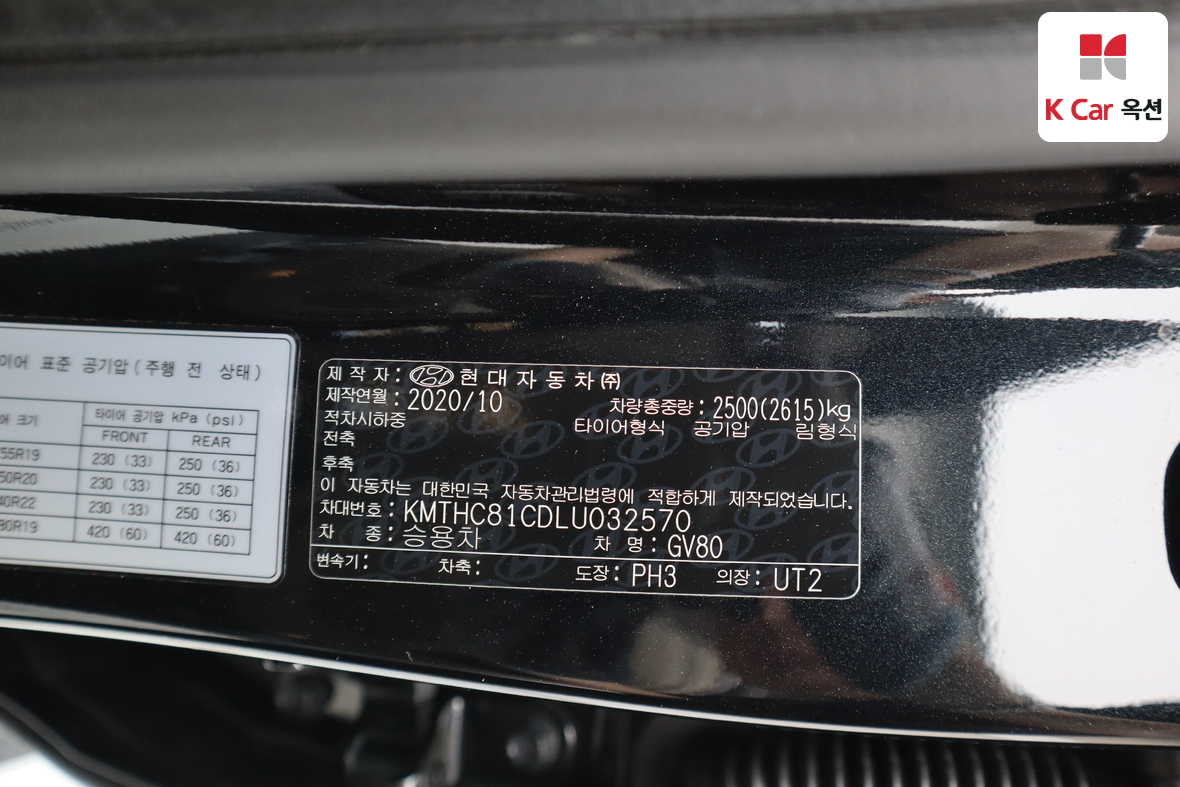 K Car 옥션
이어 표준 공기압(주행 전 상태)
어 크기 타이어 공기압 kPa (psi)
FRONT REAR
55R19 230 (33) 250 (36)
50R20 230 (33) 250 (36)
40R22 230 (33) 250 (36)
80R19 420 (60) 420 (60)
제 작 자 : 현 대 자 동 차 ㈜
제작연월 : 2020/10 차량총중량 : 2500(2615)kg
적차시하중 타이어형식 공기압 림형식
전축
후축
이 자동차는 대한민국 자동차관리법령에 적합하게 제작되었습니다.
차대번호 : KMTHC81CDLU032570
차 종 : 승용차 차 명 : GV80
변속기 : 차축 : 도장 : PH3 의장 : UT2